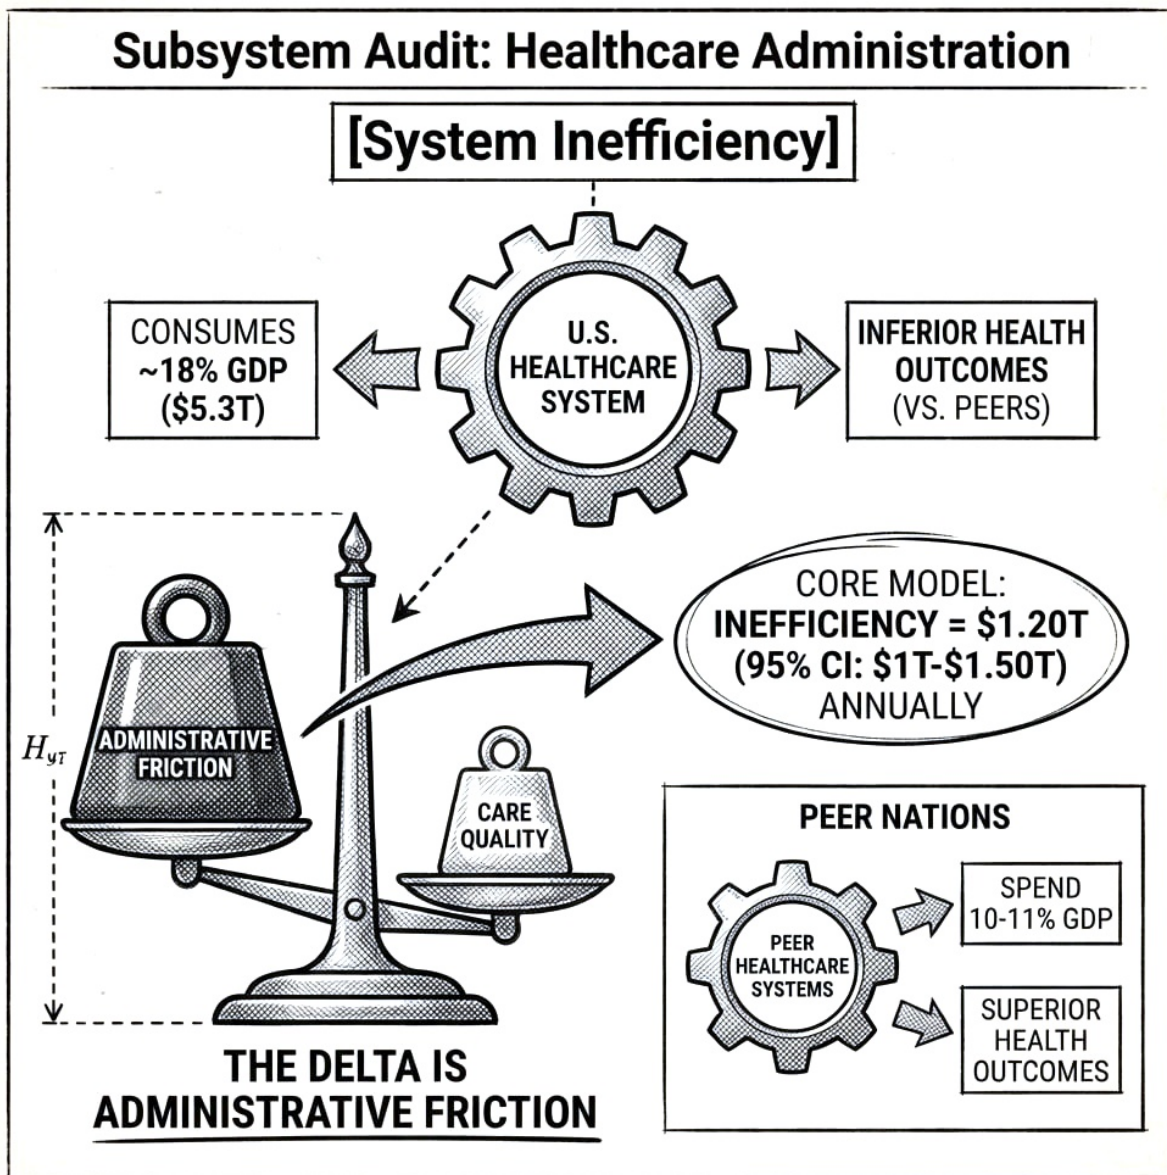 Subsystem Audit: Healthcare Administration
[System Inefficiency]
CONSUMES
~18% GDP
($5.3T)
U.S.
HEALTHCARE
SYSTEM
INFERIOR HEALTH
OUTCOMES
(VS. PEERS)
CORE MODEL:
INEFFICIENCY = $1.20T
(95% CI: $1T-$1.50T)
ANNUALLY
ADMINISTRATIVE
FRICTION
CARE
QUALITY
THE DELTA IS
ADMINISTRATIVE FRICTION
PEER NATIONS
PEER
HEALTHCARE
SYSTEMS
SPEND
10-11% GDP
SUPERIOR
HEALTH
OUTCOMES